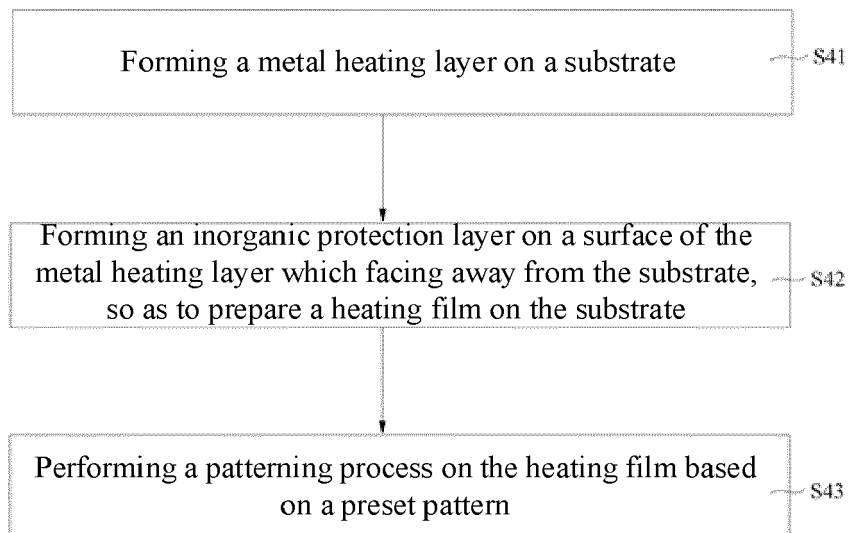 Forming a metal heating layer on a substrate
S41
Forming an inorganic protection layer on a surface of the
metal heating layer which facing away from the substrate,
so as to prepare a heating film on the substrate
S42
Performing a patterning process on the heating film based
on a preset pattern
S43